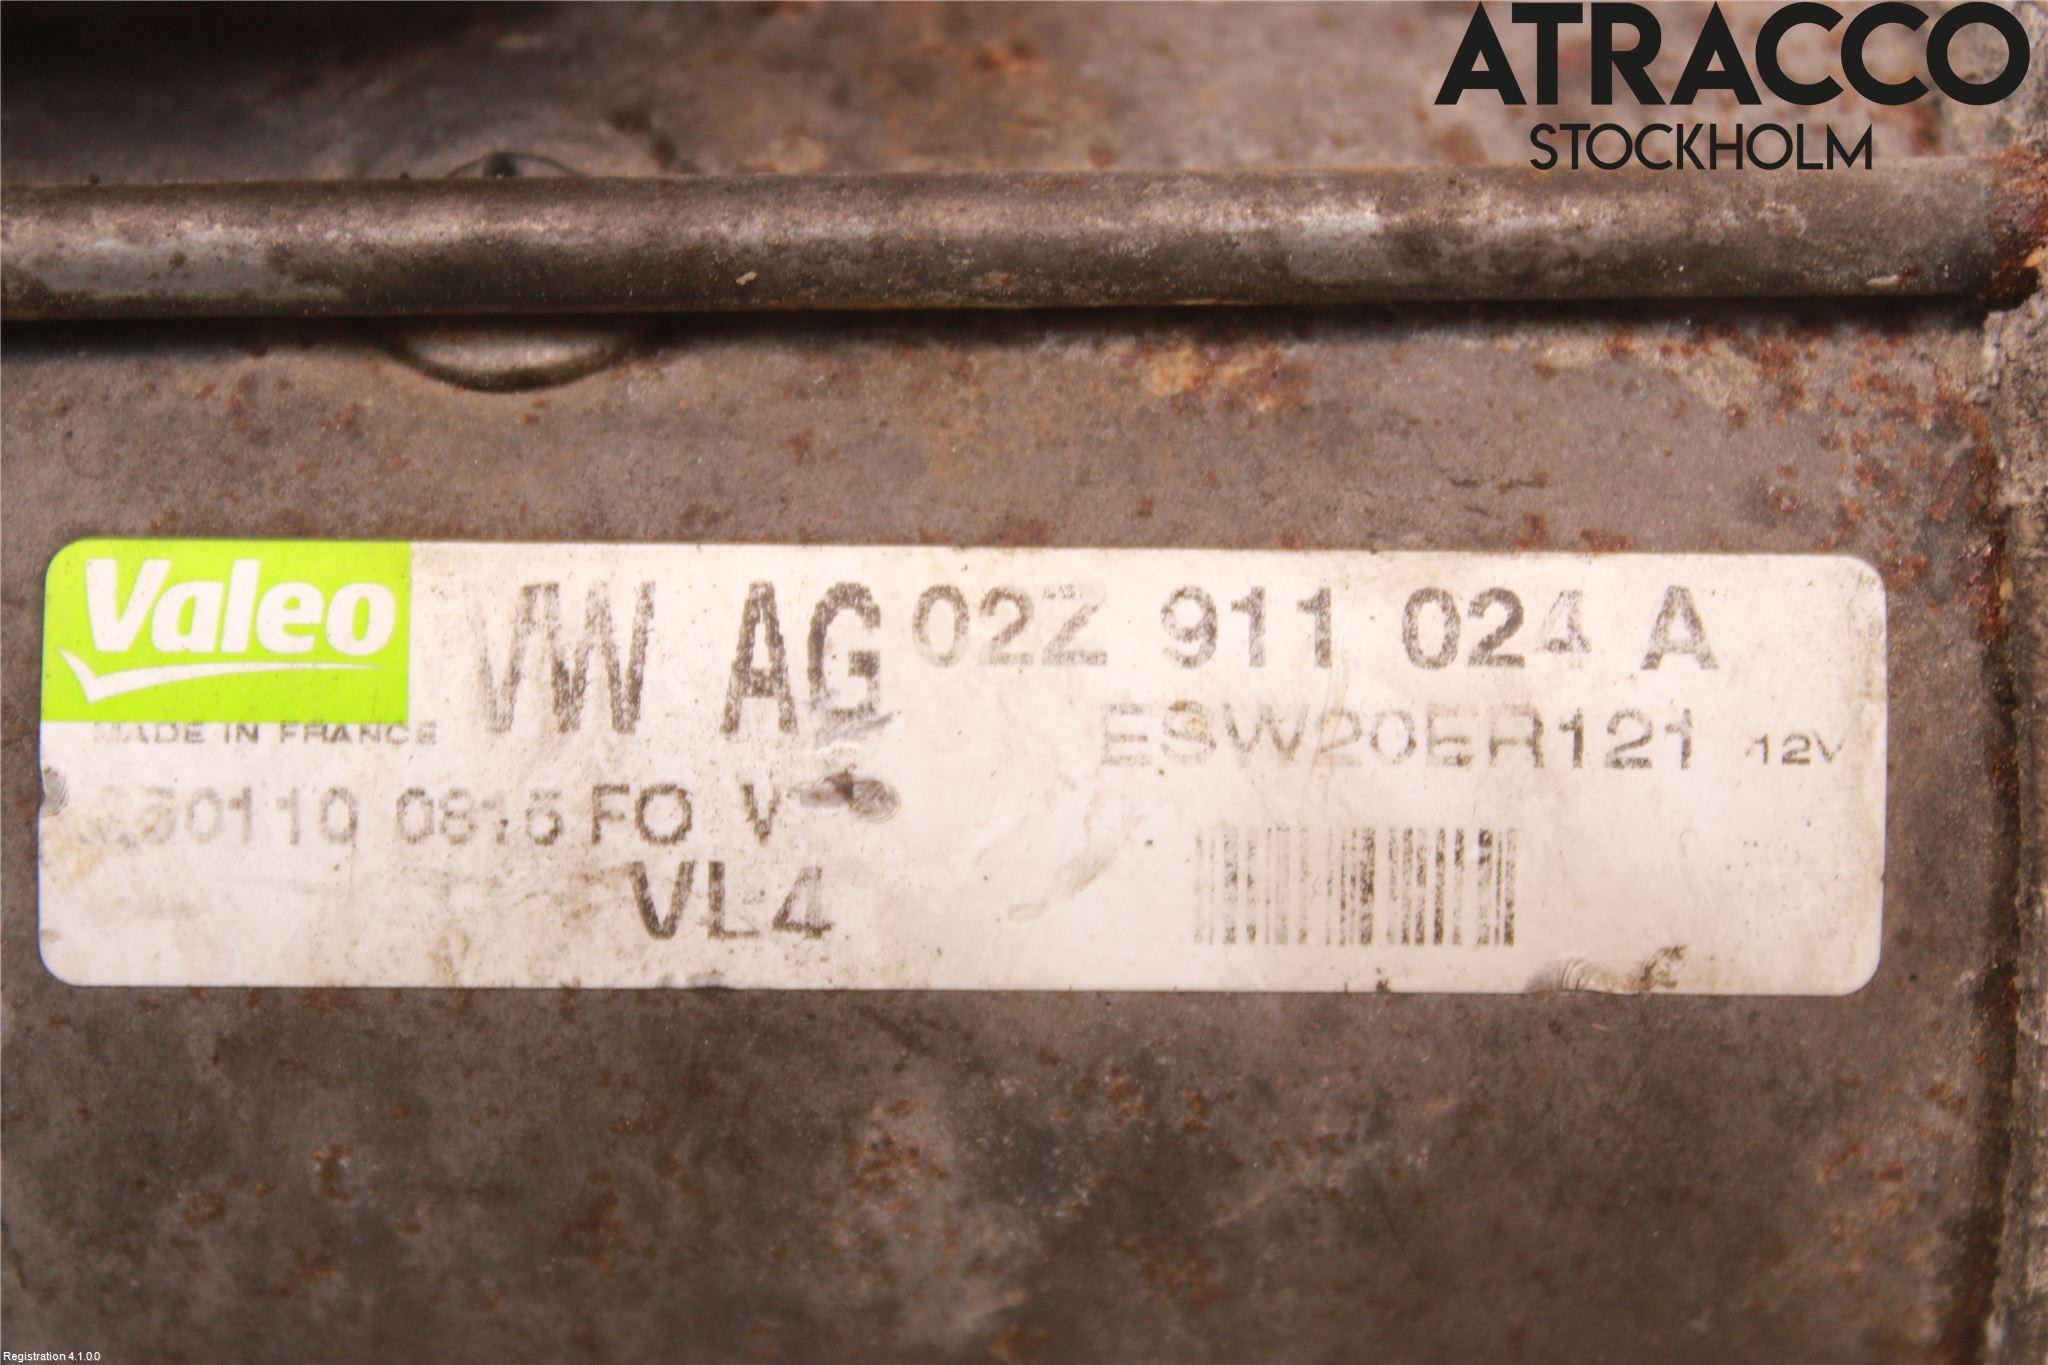 ATRACCO
STOCKHOLM
Valeo
VW AG
02Z 911 024 A
MADE IN FRANCE
ESW20ER121 12V
FO V
VL4
Registration 4.1.0.0